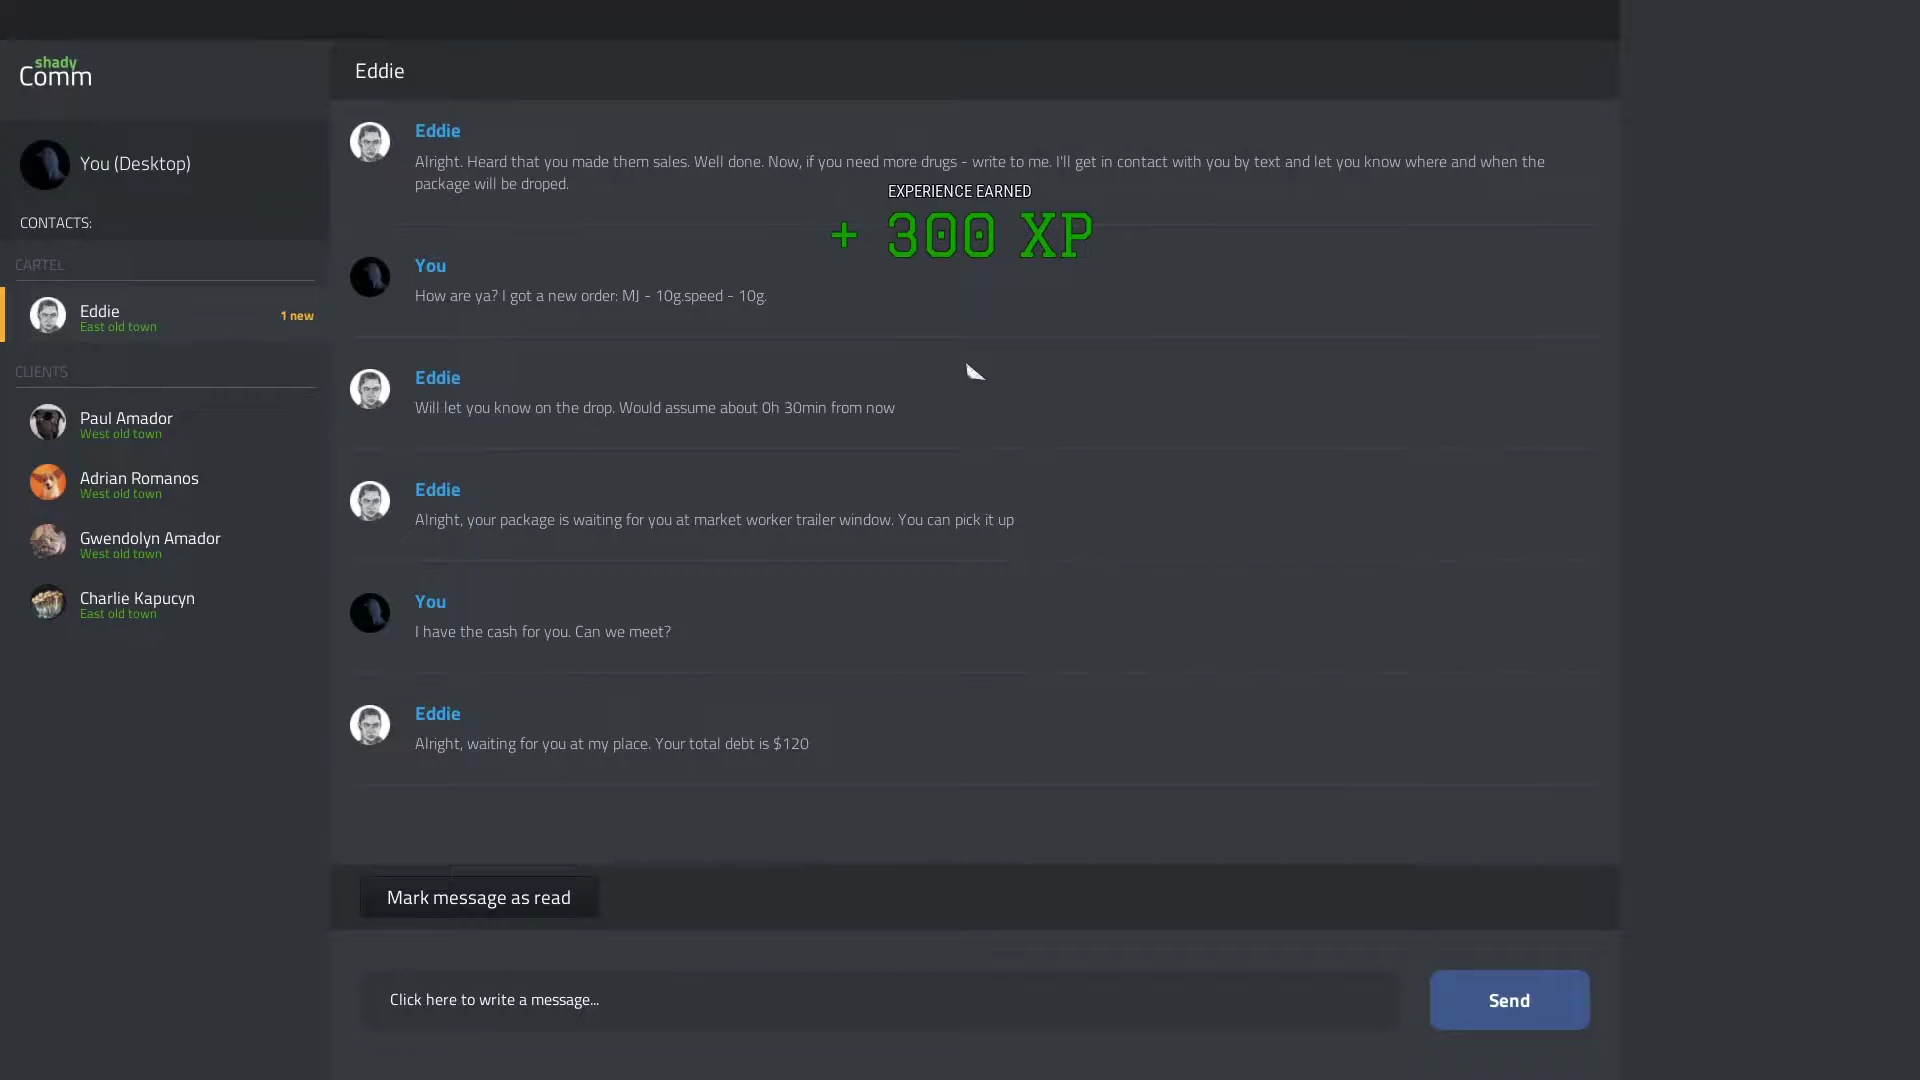 shady
Comm
Eddie
You (Desktop)
CONTACTS:
CARTEL
Eddie
East old town
1 new
CLIENTS
Paul Amador
West old town
Adrian Romanos
West old town
Gwendolyn Amador
West old town
Charlie Kapucyn
East old town
Eddie
Alright. Heard that you made them sales. Well done. Now, if you need more drugs - write to me. I'll get in contact with you by text and let you know where and when the
package will be droped.
EXPERIENCE EARNED
+ 300 XP
You
How are ya? I got a new order: MJ - 10g.speed - 10g.
Eddie
Will let you know on the drop. Would assume about 0h 30min from now
Eddie
Alright, your package is waiting for you at market worker trailer window. You can pick it up
You
I have the cash for you. Can we meet?
Eddie
Alright, waiting for you at my place. Your total debt is $120
Mark message as read
Click here to write a message...
Send